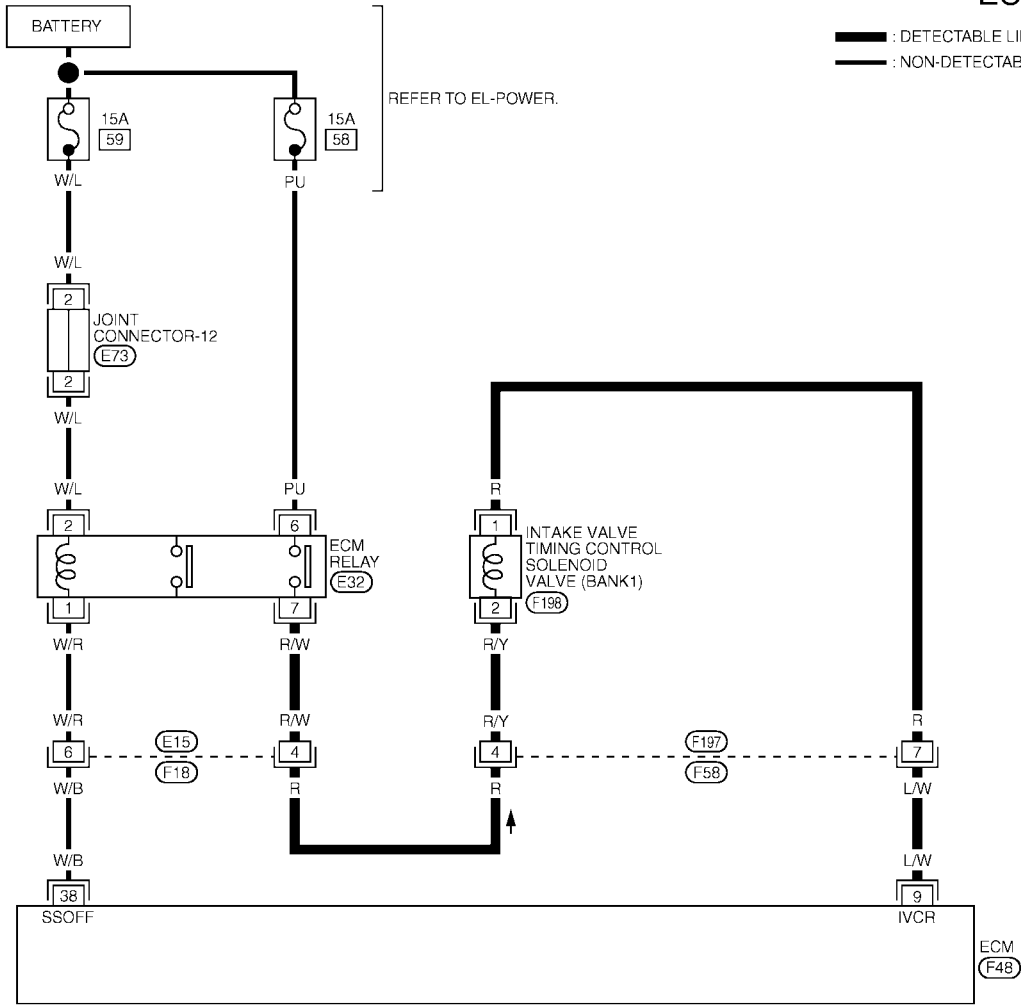 BATTERY
: DETECTABLE LI
: NON-DETECTAB
REFER TO EL-POWER.
15A
59
15A
58
W/L
PU
W/L
2
JOINT
CONNECTOR-12
E73
2
W/L
W/L
PU
R
2
6
1
ECM
RELAY
E32
INTAKE VALVE
TIMING CONTROL
SOLENOID
VALVE (BANK1)
F198
1
7
2
W/R
R/W
R/Y
W/R
R/W
R/Y
R
6
E15
F18
4
4
F197
F58
7
W/B
R
R
L/W
W/B
L/W
38
9
SSOFF
IVCR
ECM
F48